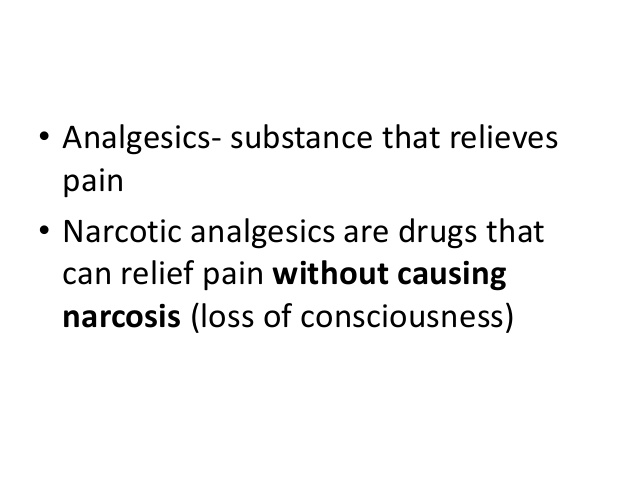 • Analgesics- substance that relieves
pain
• Narcotic analgesics are drugs that
can relief pain without causing
narcosis (loss of consciousness)